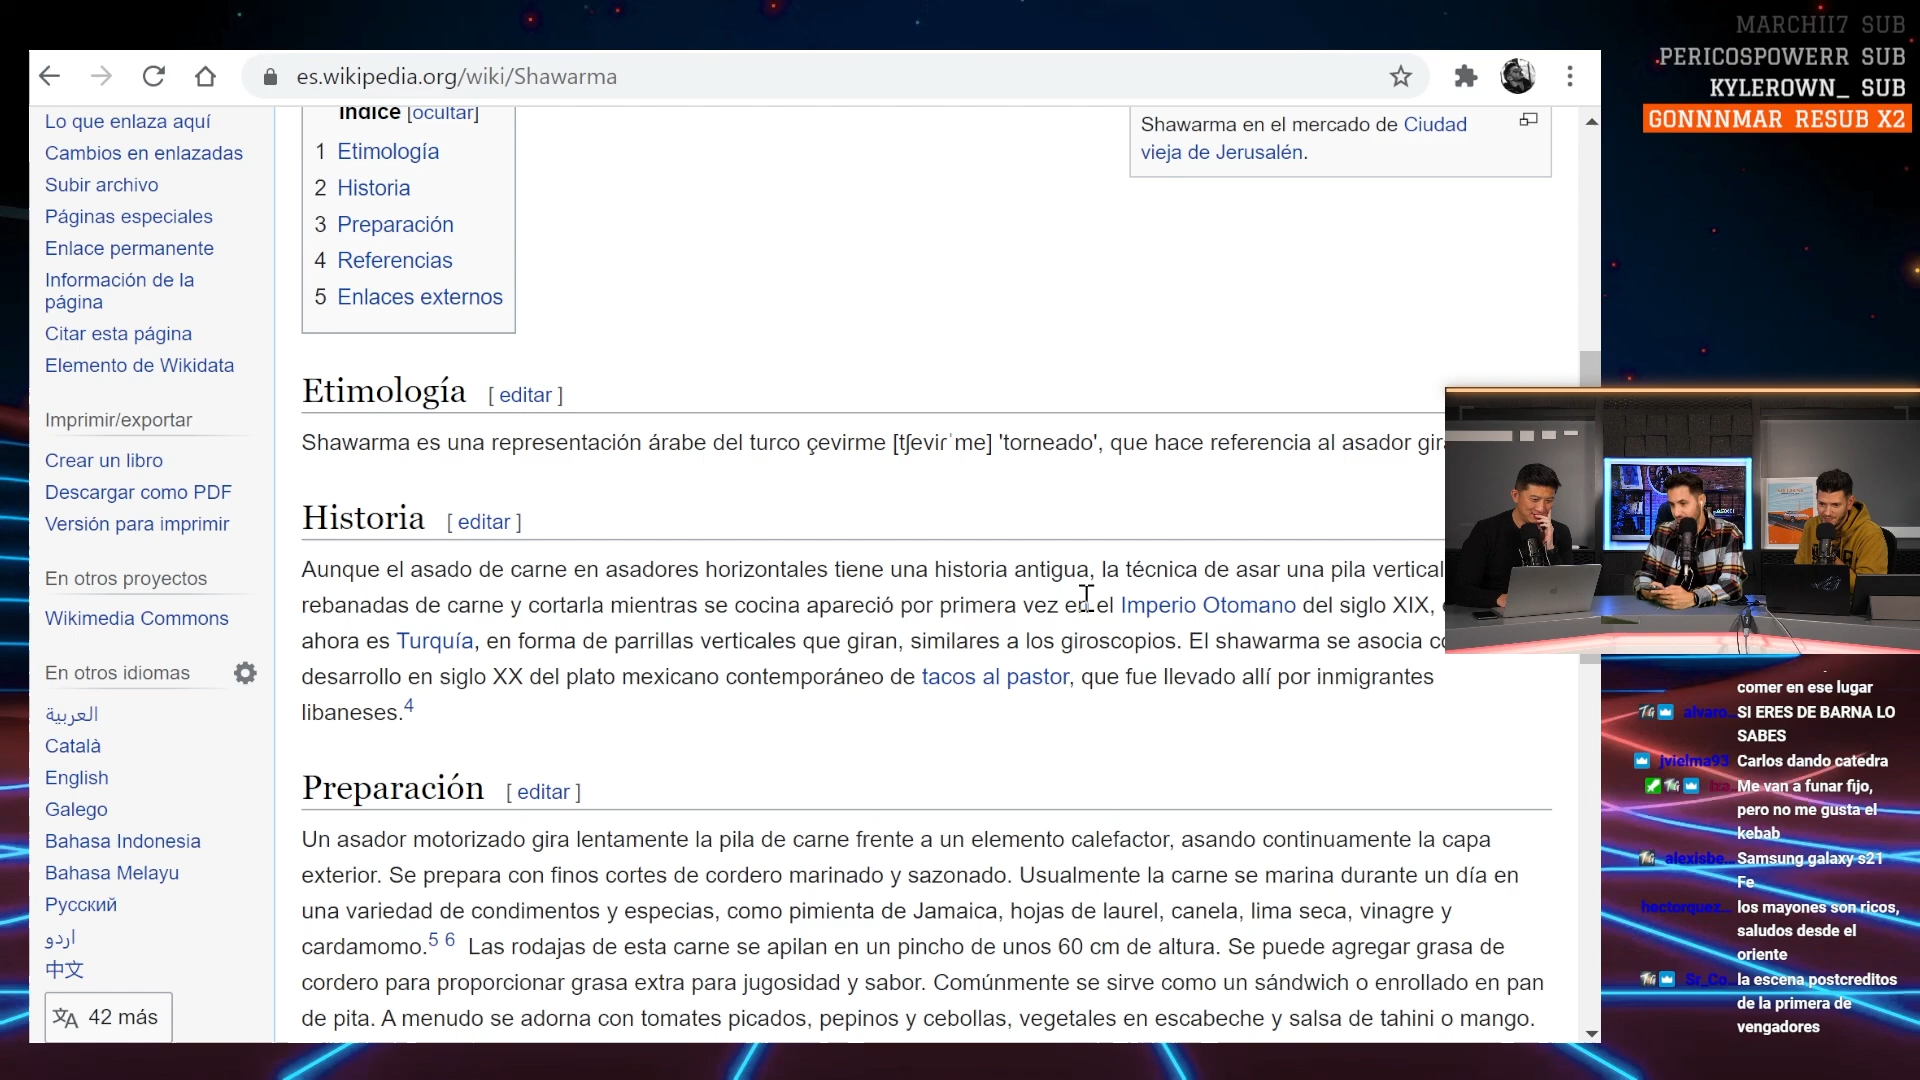 MARCHII7 SUB
PERICOSPOWERR SUB
KYLEROWN_ SUB
GONNNMAR RESUB X2
es.wikipedia.org/wiki/Shawarma
Lo que enlaza aquí
Cambios en enlazadas
Subir archivo
Páginas especiales
Enlace permanente
Información de la
página
Citar esta página
Elemento de Wikidata
Imprimir/exportar
Crear un libro
Descargar como PDF
Versión para imprimir
En otros proyectos
Wikimedia Commons
En otros idiomas
العربية
Català
English
Galego
Bahasa Indonesia
Bahasa Melayu
Русский
اردو
中文
42 más
Índice [ocultar]
1 Etimología
2 Historia
3 Preparación
4 Referencias
5 Enlaces externos
Shawarma en el mercado de Ciudad
vieja de Jerusalén.
Etimología [ editar ]
Shawarma es una representación árabe del turco çevirme [tʃeviɾˈme] 'torneado', que hace referencia al asador
Historia [ editar ]
Aunque el asado de carne en asadores horizontales tiene una historia antigua, la técnica de asar una pila vertical
rebanadas de carne y cortarla mientras se cocina apareció por primera vez en el Imperio Otomano del siglo XIX,
ahora es Turquía, en forma de parrillas verticales que giran, similares a los giroscopios. El shawarma se asocia
desarrollo en siglo XX del plato mexicano contemporáneo de tacos al pastor, que fue llevado allí por inmigrantes
libaneses.4
Preparación [ editar ]
Un asador motorizado gira lentamente la pila de carne frente a un elemento calefactor, asando continuamente la capa
exterior. Se prepara con finos cortes de cordero marinado y sazonado. Usualmente la carne se marina durante un día en
una variedad de condimentos y especias, como pimienta de Jamaica, hojas de laurel, canela, lima seca, vinagre y
cardamomo.5 6 Las rodajas de esta carne se apilan en un pincho de unos 60 cm de altura. Se puede agregar grasa de
cordero para proporcionar grasa extra para jugosidad y sabor. Comúnmente se sirve como un sándwich o enrollado en pan
de pita. A menudo se adorna con tomates picados, pepinos y cebollas, vegetales en escabeche y salsa de tahini o mango.
comer en ese lugar
alvaro... SI ERES DE BARNA LO
SABES
jvielma93 Carlos dando catedra
Me van a funar fijo,
pero no me gusta el
kebab
alexisbe... Samsung galaxy s21
Fe
hectorquez... los mayones son ricos,
saludos desde el
oriente
Sr_Co... la escena postcreditos
de la primera de
vengadores